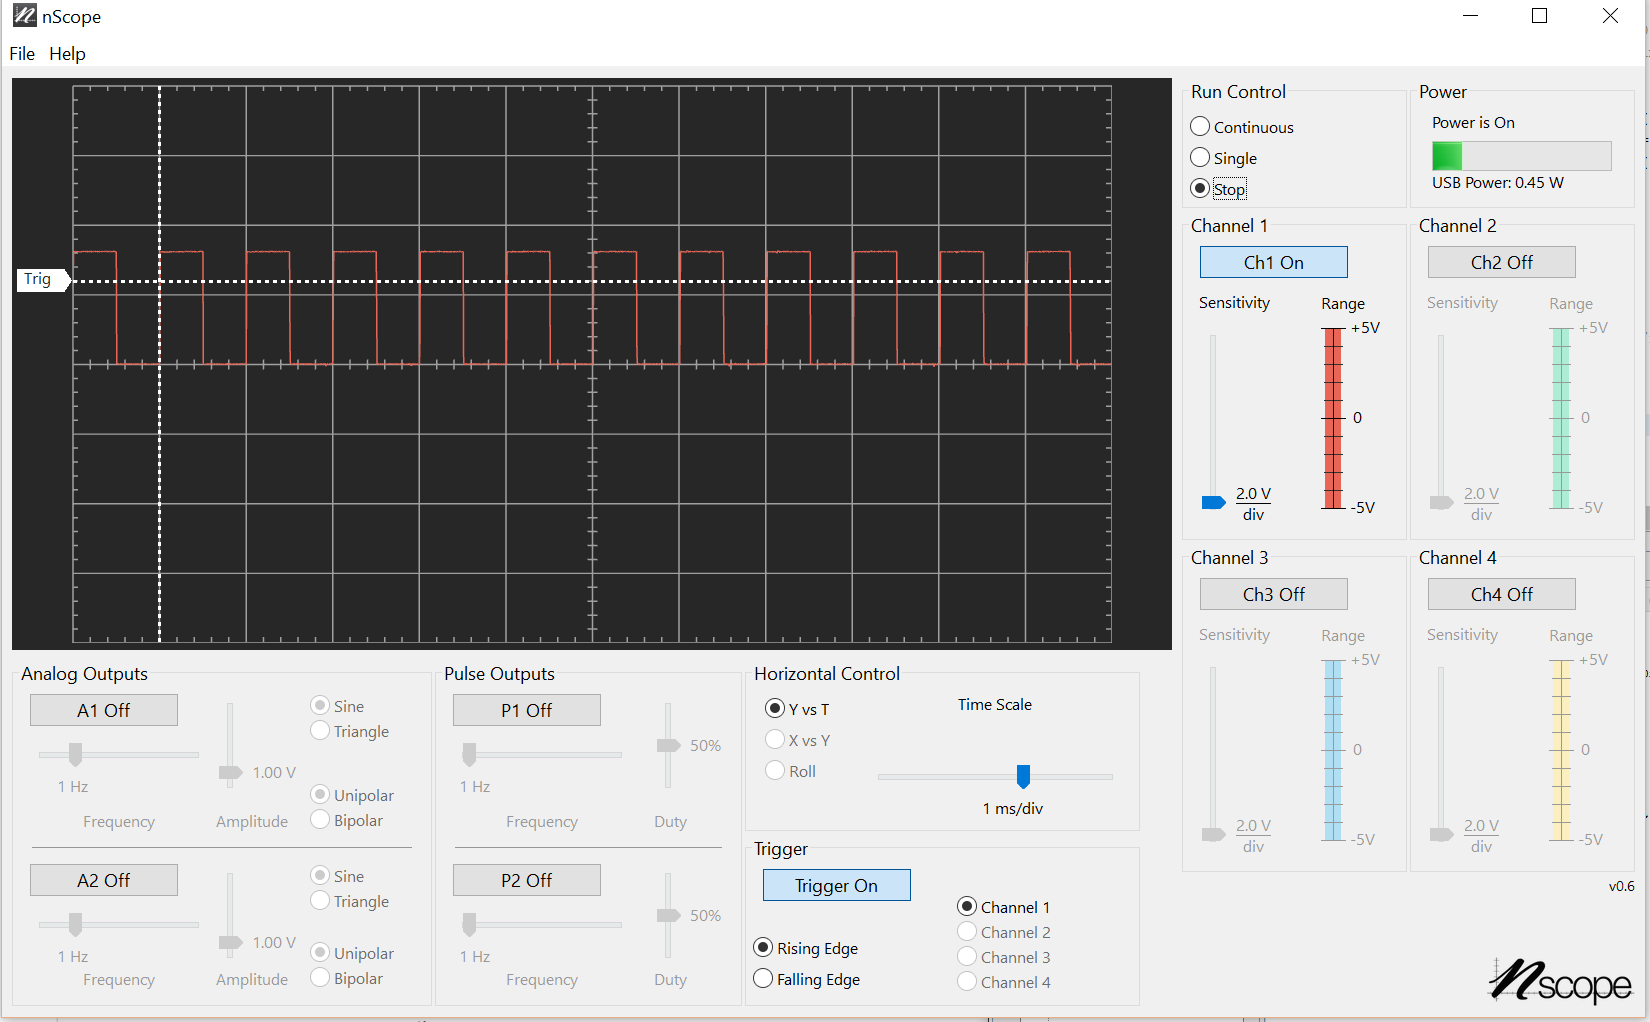 nScope
File Help
Trig
Run Control
Continuous
Single
Stop
Power
Power is On
USB Power: 0.45 W
Channel 1
Ch1 On
Sensitivity Range
+5V
0
2.0 V
div
-5V
Channel 2
Ch2 Off
Sensitivity Range
+5V
0
2.0 V
div
-5V
Channel 3
Ch3 Off
Sensitivity Range
+5V
0
2.0 V
div
-5V
Channel 4
Ch4 Off
Sensitivity Range
+5V
0
2.0 V
div
-5V
v0.6
nscope
Analog Outputs
A1 Off
Sine
Triangle
1 Hz
1.00 V
Unipolar
Bipolar
Frequency Amplitude
A2 Off
Sine
Triangle
1 Hz
1.00 V
Unipolar
Bipolar
Frequency Amplitude
Pulse Outputs
P1 Off
50%
1 Hz
Frequency Duty
P2 Off
50%
1 Hz
Frequency Duty
Horizontal Control
Y vs T
X vs Y
Roll
Time Scale
1 ms/div
Trigger
Trigger On
Rising Edge
Falling Edge
Channel 1
Channel 2
Channel 3
Channel 4